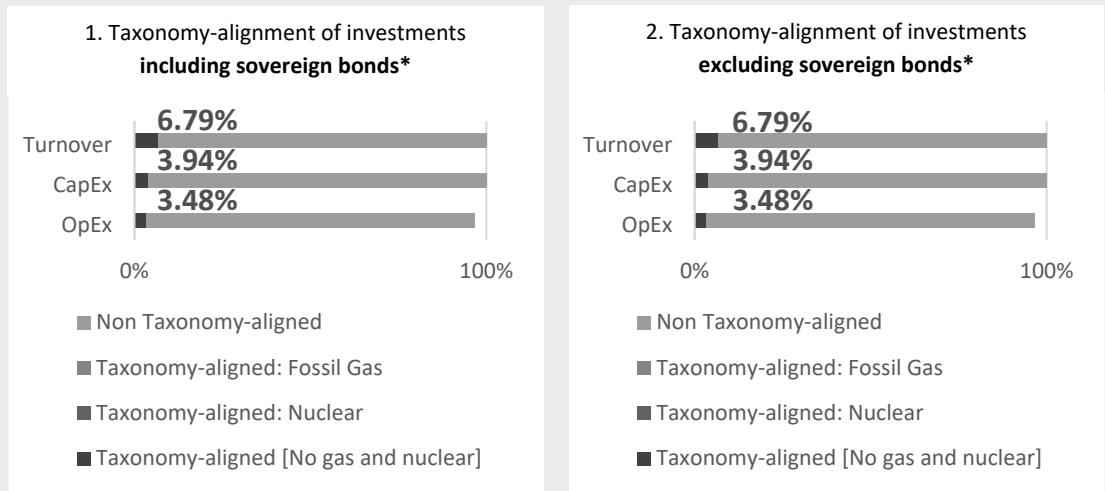 1. Taxonomy-alignment of investments
including sovereign bonds*
6.79%
Turnover
3.94%
CapEx
3.48%
OpEx
0%
100%
Non Taxonomy-aligned
Taxonomy-aligned: Fossil Gas
Taxonomy-aligned: Nuclear
Taxonomy-aligned [No gas and nuclear]
2. Taxonomy-alignment of investments
excluding sovereign bonds*
6.79%
Turnover
3.94%
CapEx
3.48%
OpEx
0%
100%
Non Taxonomy-aligned
Taxonomy-aligned: Fossil Gas
Taxonomy-aligned: Nuclear
Taxonomy-aligned [No gas and nuclear]